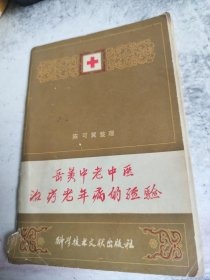 陈可冀整理
岳美中老中医
治疗老年病的经验
科学技术文献出版社